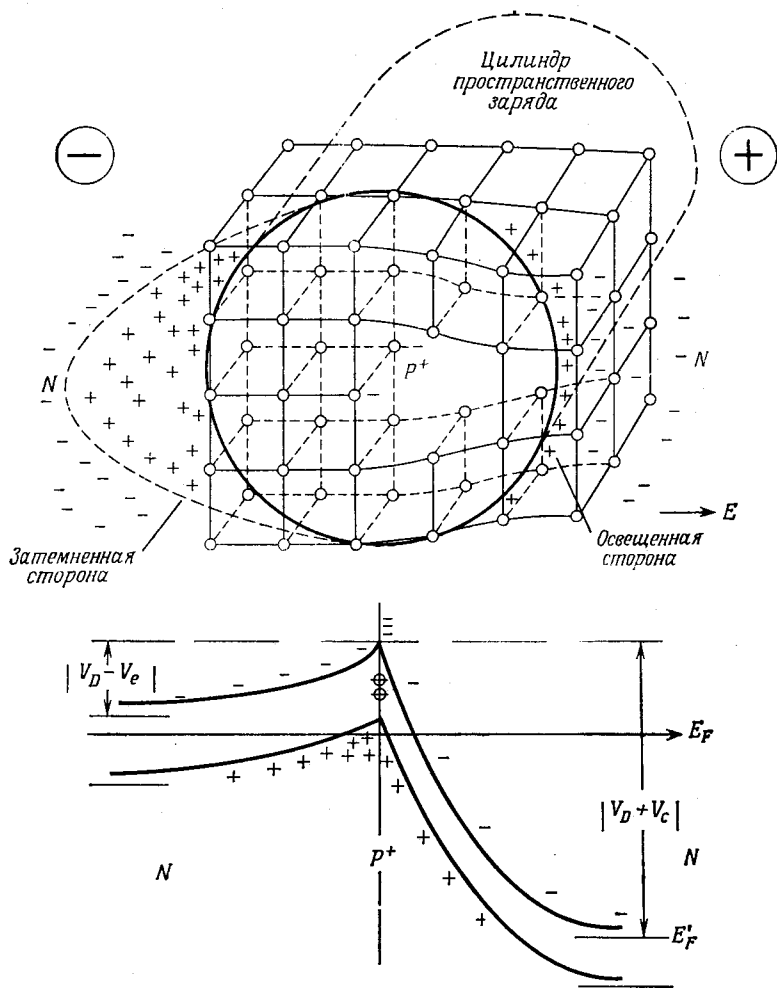 Цилиндр
пространственного
заряда
−
+
N
P⁺
N
E
Затемненная
сторона
Освещенная
сторона
| V_D − V_e |
E_F
| V_D + V_c |
N
P⁺
N
E'_F